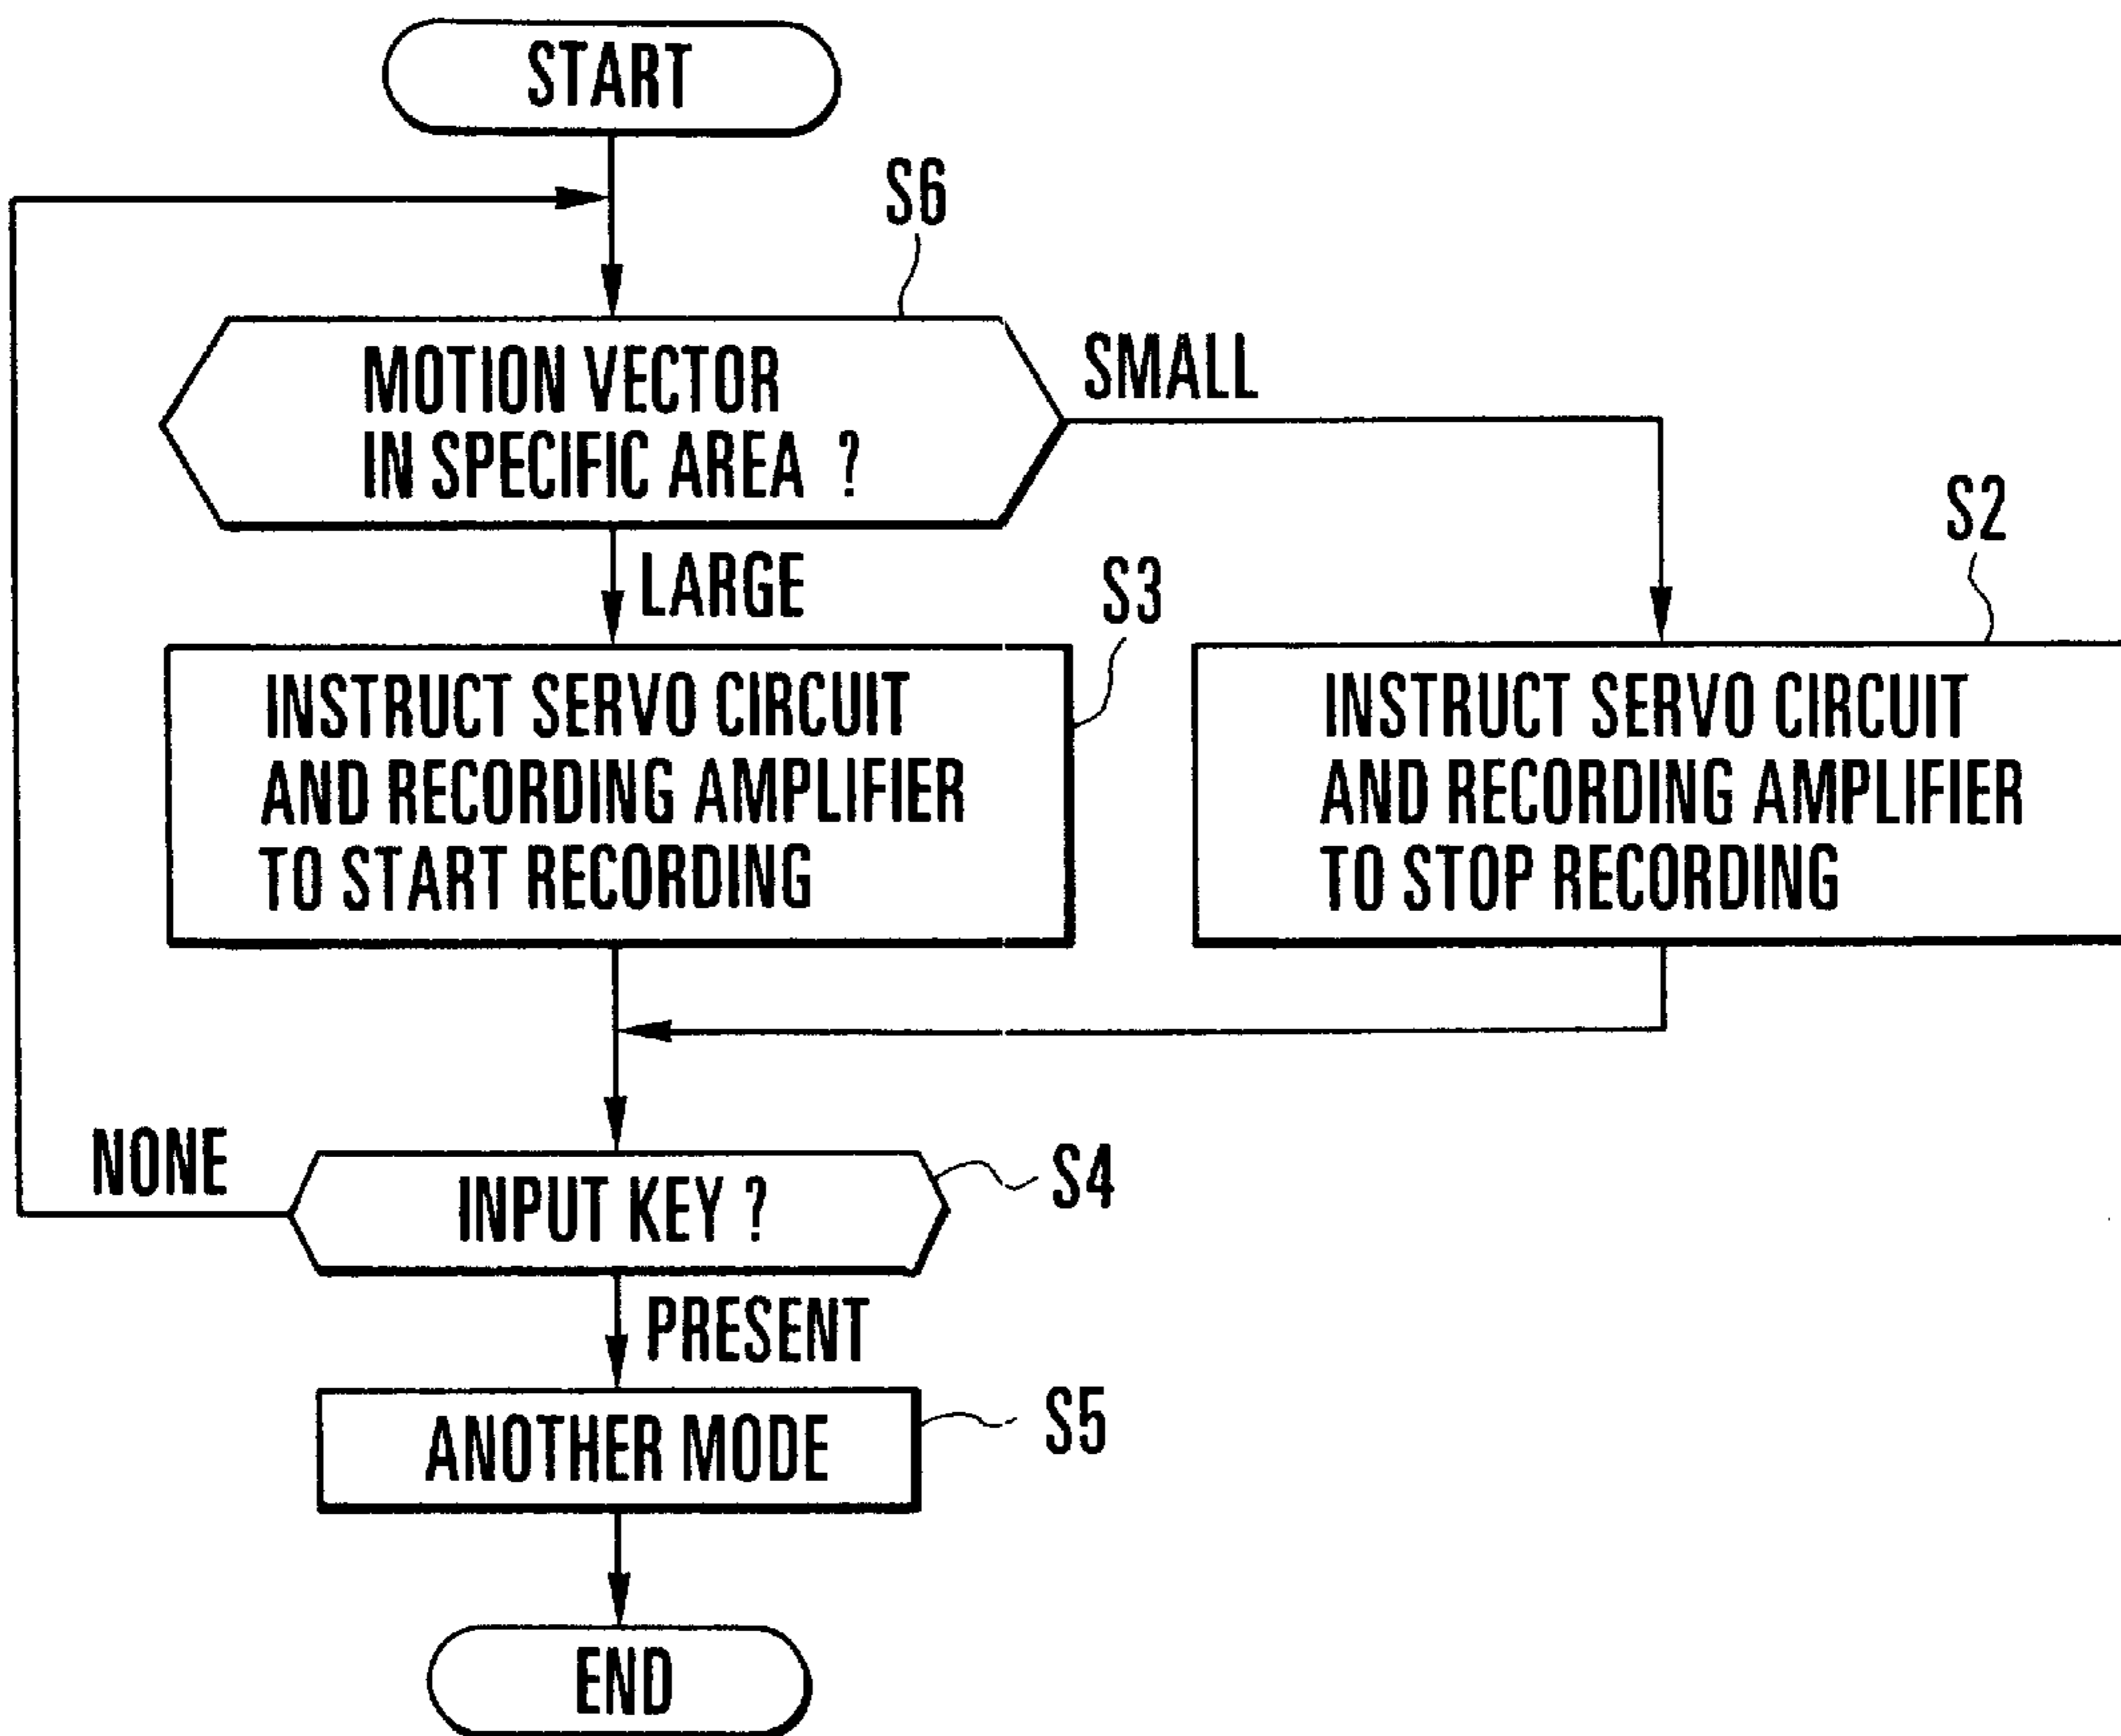 START
S6
MOTION VECTOR
IN SPECIFIC AREA ?
SMALL
LARGE
S3
S2
INSTRUCT SERVO CIRCUIT
AND RECORDING AMPLIFIER
TO START RECORDING
INSTRUCT SERVO CIRCUIT
AND RECORDING AMPLIFIER
TO STOP RECORDING
NONE
INPUT KEY ?
S4
PRESENT
ANOTHER MODE
S5
END